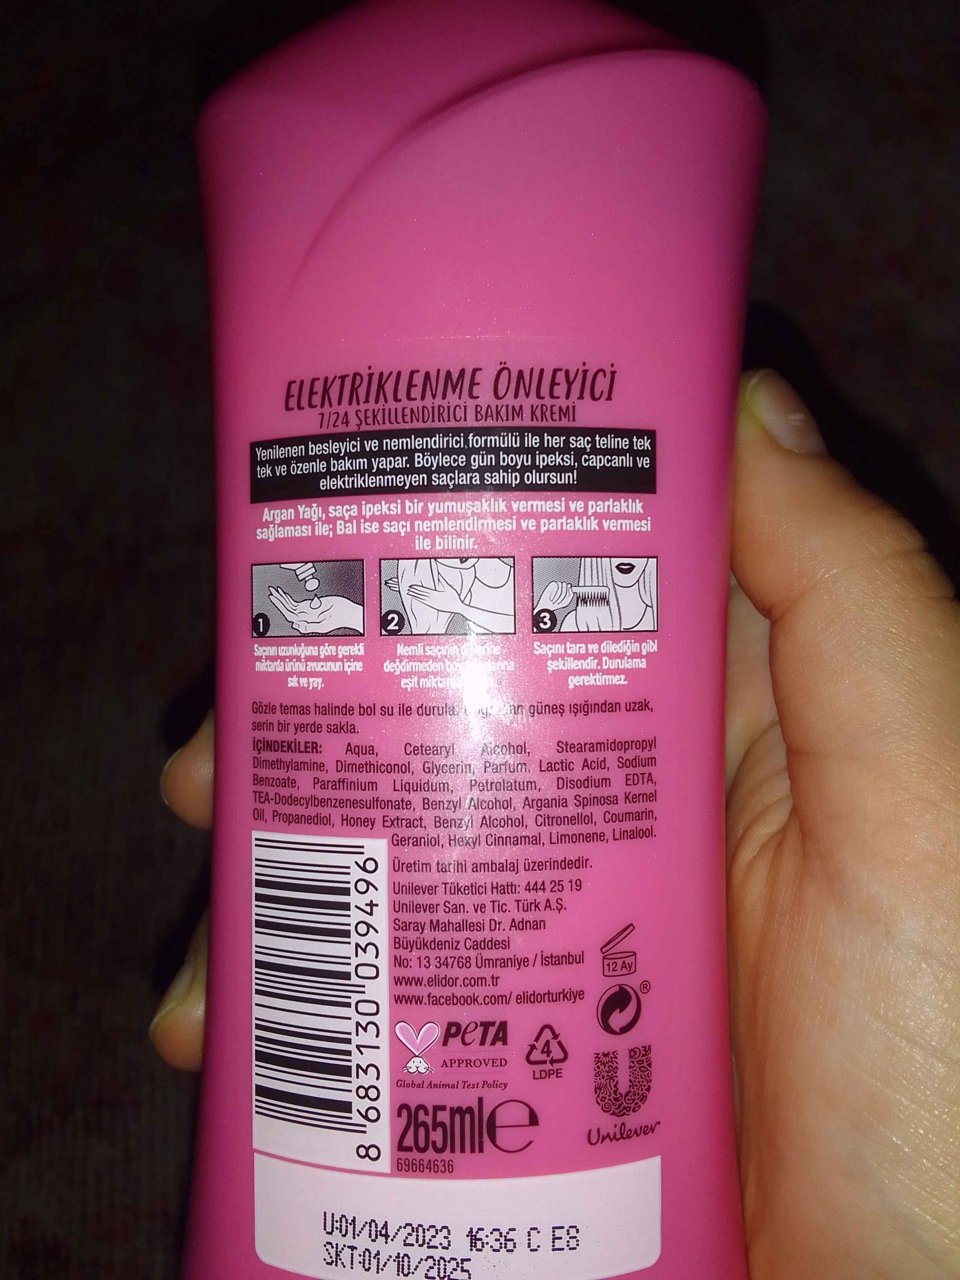 ELEKTRİKLENME ÖNLEYİCİ
7/24 ŞEKİLLENDİRİCİ BAKIM KREMİ
Yenilenen besleyici ve nemlendirici formülü ile her saç teline tek
tek ve özenle bakım yapar. Böylece gün boyu ipeksi, capcanlı ve
elektriklenmeyen saçlara sahip olursun!
Argan Yağı, saça ipeksi bir yumuşaklık vermesi ve parlaklık
sağlaması ile; Bal ise saçı nemlendirmesi ve parlaklık vermesi
ile bilinir.
1
Saçının uzunluğuna göre gerekli
miktarda ürünü avucunun içine
sık ve yay.
2
Nemli saçının diplerine
değdirmeden
eşit
3
Saçını tara ve dilediğin gibi
şekillendir. Durulama
gerektirmez.
Gözle temas halinde bol su ile durula. güneş ışığından uzak,
serin bir yerde sakla.
İÇİNDEKİLER: Aqua, Cetearyl Alcohol, Stearamidopropyl
Dimethylamine, Dimethiconol, Glycerin, Parfum, Lactic Acid, Sodium
Benzoate, Paraffinium Liquidum, Petrolatum, Disodium EDTA,
TEA-Dodecylbenzenesulfonate, Benzyl Alcohol, Argania Spinosa Kernel
Oil, Propanediol, Honey Extract, Benzyl Alcohol, Citronellol, Coumarin,
Geraniol, Hexyl Cinnamal, Limonene, Linalool.
Üretim tarihi ambalaj üzerindedir.
Unilever Tüketici Hattı: 444 25 19
Unilever San. ve Tic. Türk A.Ş.
Saray Mahallesi Dr. Adnan
Büyükdeniz Caddesi
No: 13 34768 Ümraniye / İstanbul
www.elidor.com.tr
www.facebook.com/ elidorturkiye
12 Ay
®
PETA
APPROVED
Global Animal Test Policy
4
LDPE
Unilever
265ml e
69664636
8 683130 039496
U:01/04/2023 16:36 C E8
SKT:01/10/2025